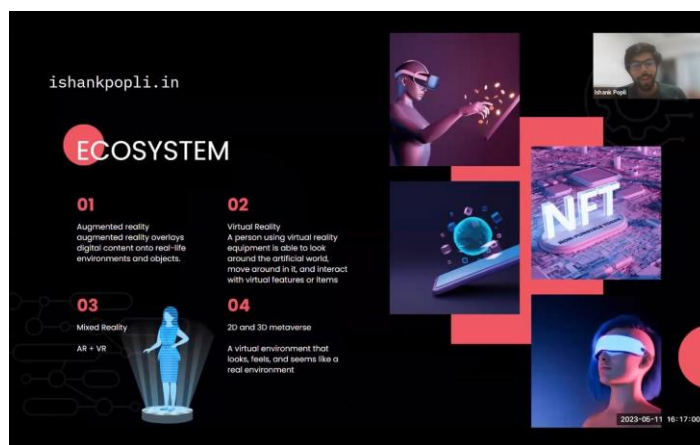 ishankpopli.in
Ishank Popli
ECOSYSTEM
01
Augmented reality
augmented reality overlays
digital content onto real-life
environments and objects.
02
Virtual Reality
A person using virtual reality
equipment is able to look
around the artificial world,
move around in it, and interact
with virtual features or items
03
Mixed Reality
AR + VR
04
2D and 3D metaverse
A virtual environment that
looks, feels, and seems like a
real environment
NFT
NON-FUNGIBLE TOKEN
2023-05-11 16:17:00